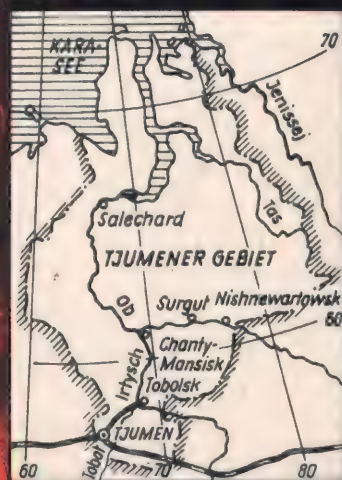 KARA-
SEE
70
Jenissej
Salechard
Tas
TJUMENER GEBIET
Ob
Surgut Nishnewartowsk
60
Chanty-
Mansisk
Irtysch
Tobolsk
TJUMEN
Tobol
60
70
80